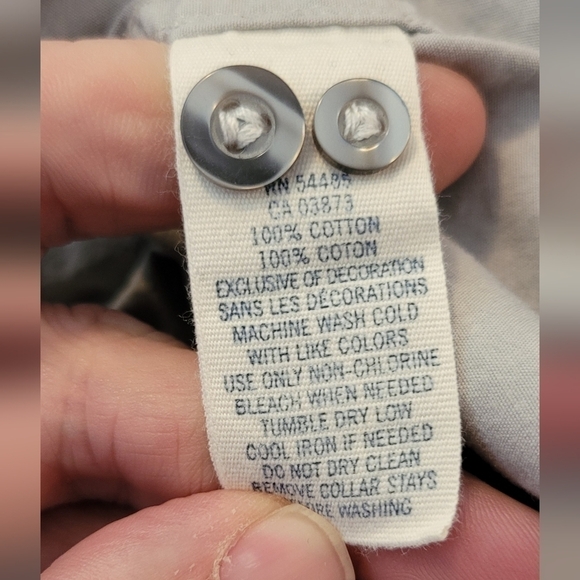 RN 54485
CA 03873
100% COTTON
100% COTON
EXCLUSIVE OF DECORATION
SANS LES DÉCORATIONS
MACHINE WASH COLD
WITH LIKE COLORS
USE ONLY NON-CHLORINE
BLEACH WHEN NEEDED
TUMBLE DRY LOW
COOL IRON IF NEEDED
DO NOT DRY CLEAN
REMOVE COLLAR STAYS
WASHING